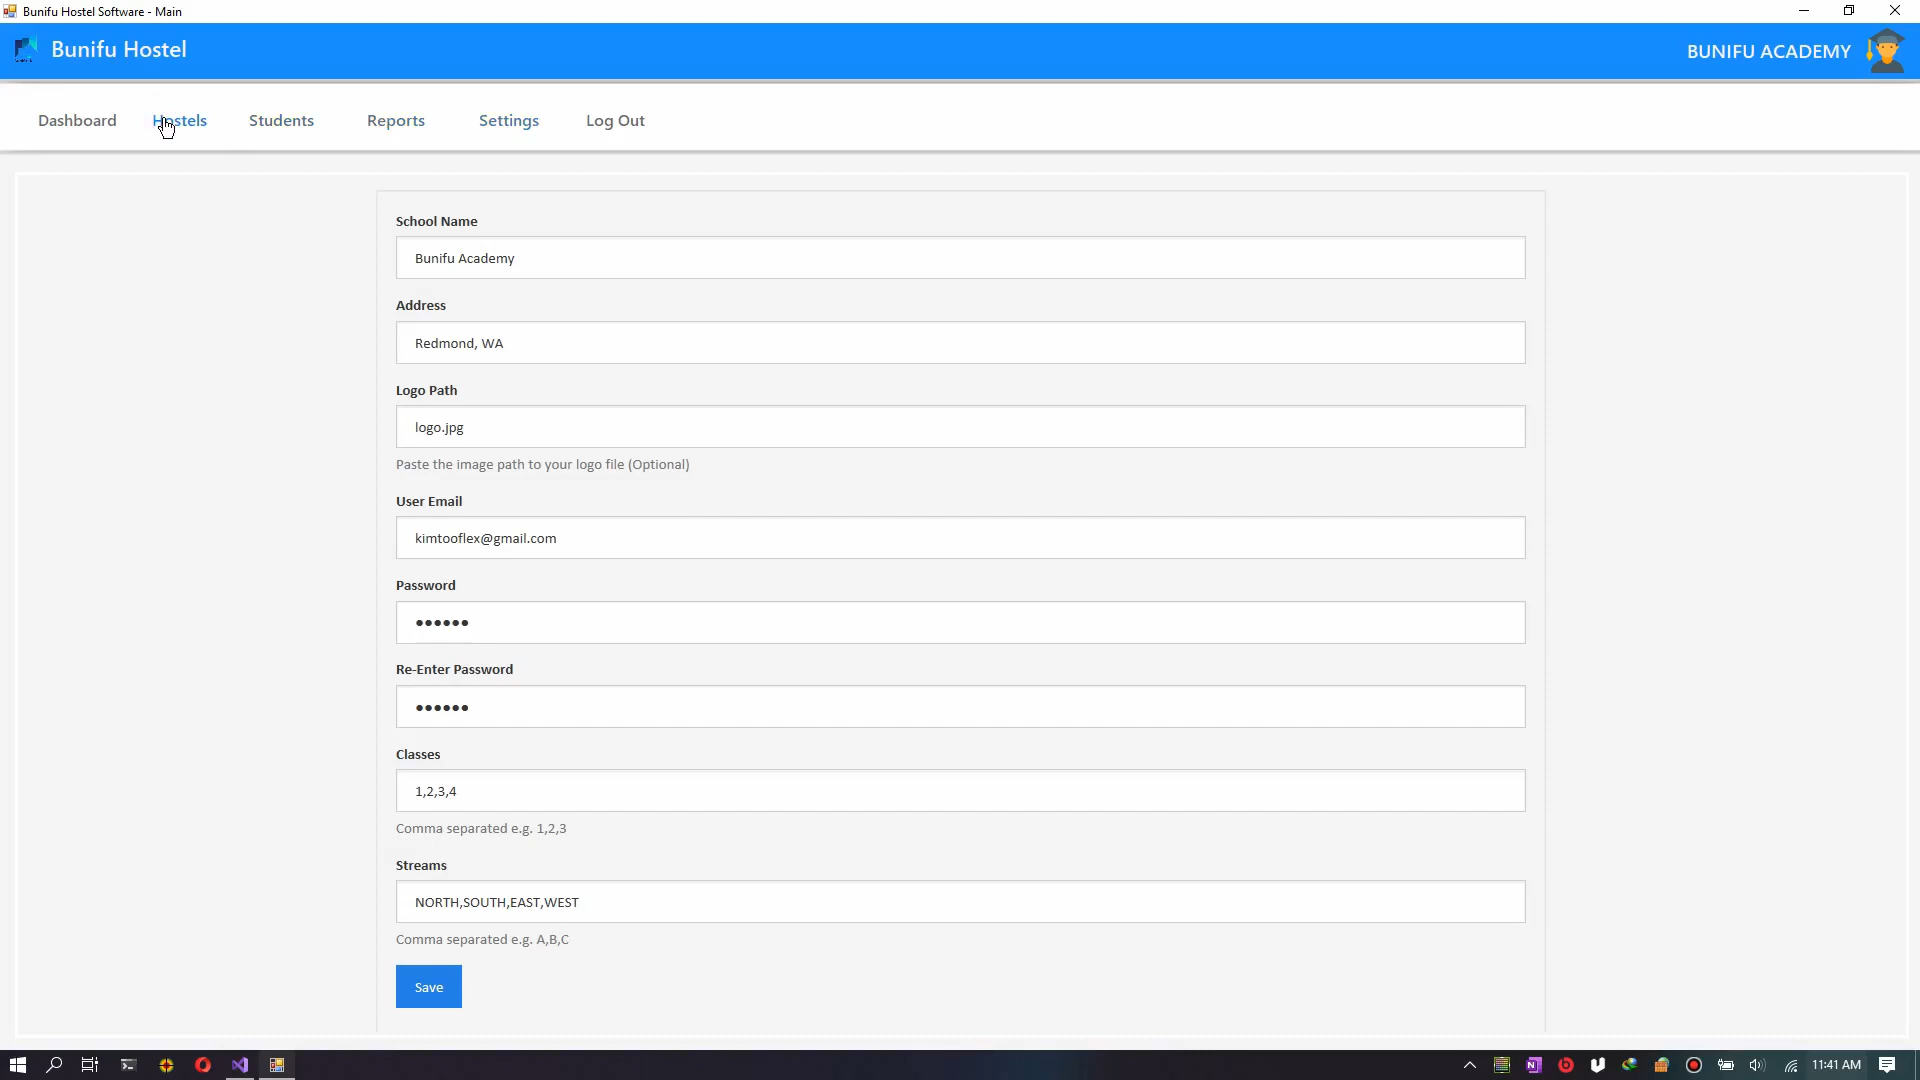 Bunifu Hostel Software - Main
Bunifu Hostel
BUNIFU ACADEMY
Dashboard Hostels Students Reports Settings Log Out
School Name
Bunifu Academy
Address
Redmond, WA
Logo Path
logo.jpg
Paste the image path to your logo file (Optional)
User Email
kimtooflex@gmail.com
Password
●●●●●●
Re-Enter Password
●●●●●●
Classes
1,2,3,4
Comma separated e.g. 1,2,3
Streams
NORTH,SOUTH,EAST,WEST
Comma separated e.g. A,B,C
Save
11:41 AM